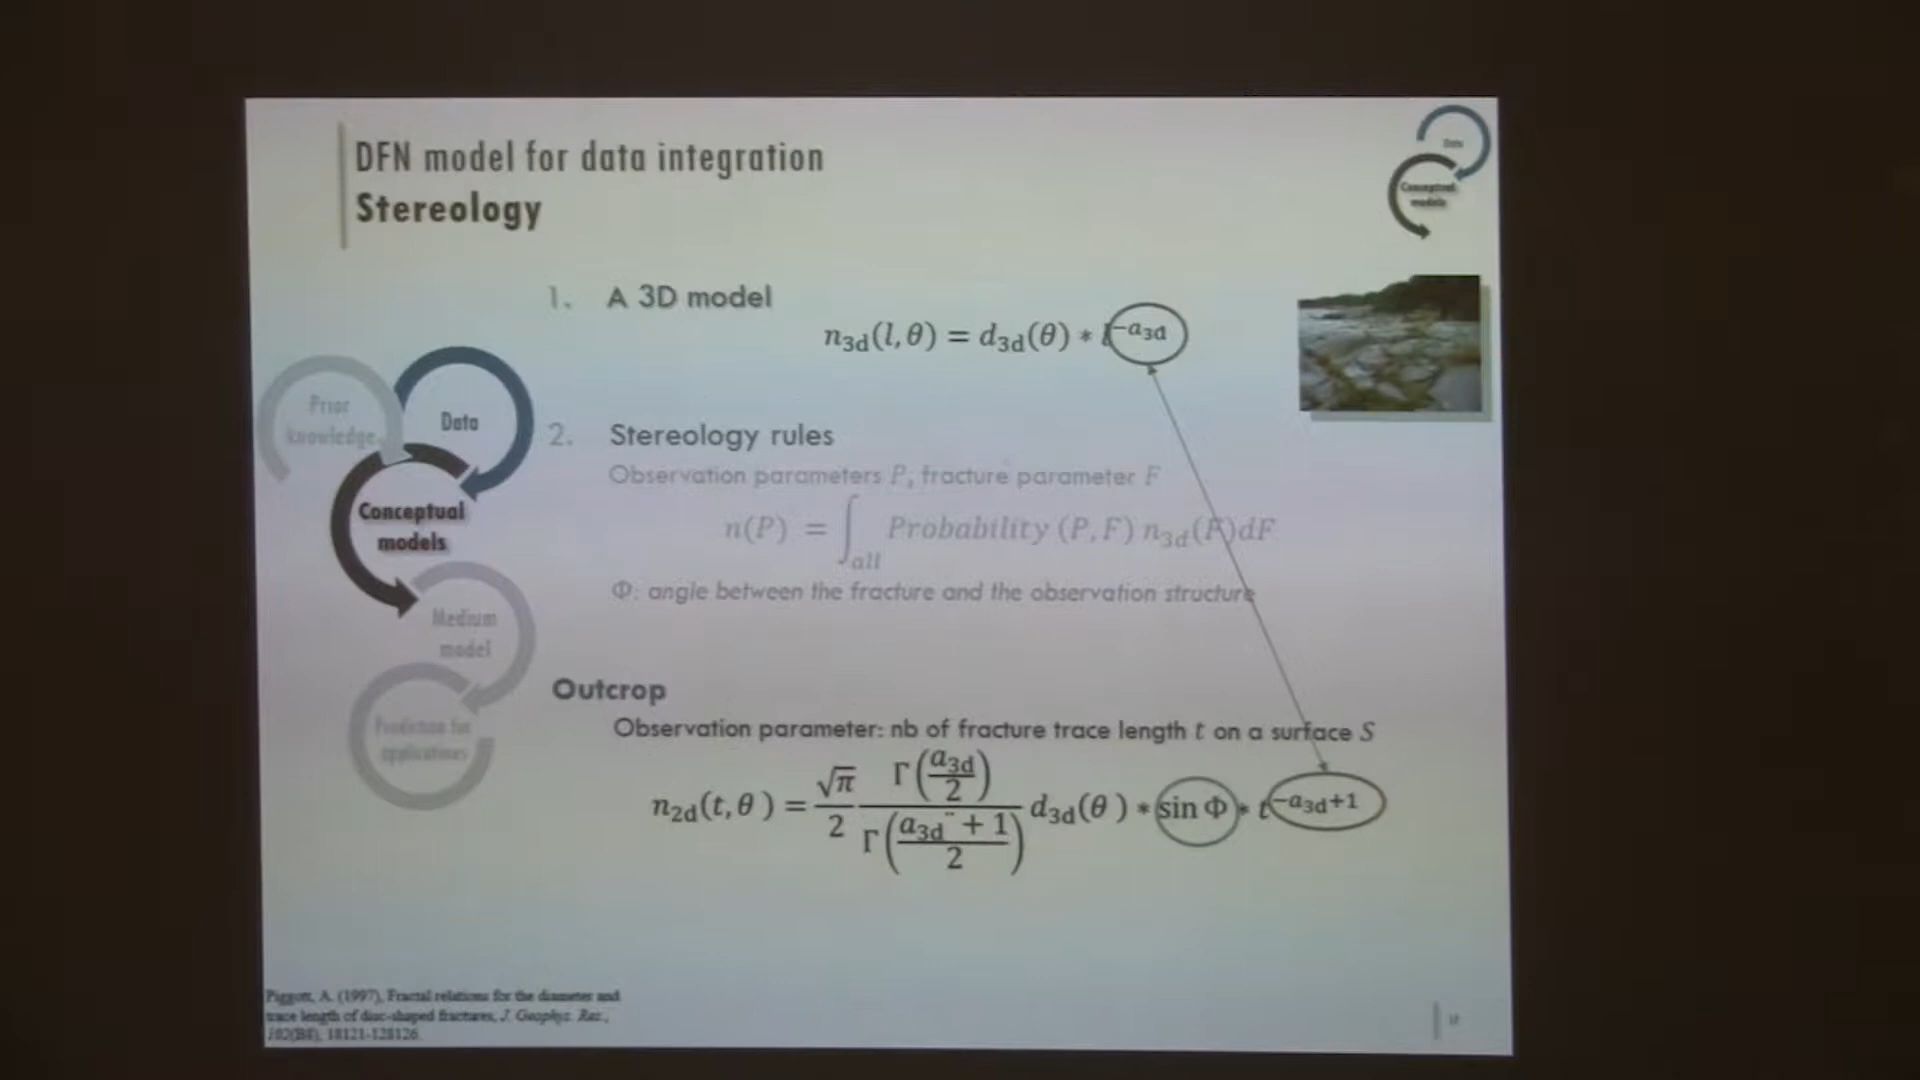 DFN model for data integration
Stereology
Data
Conceptual
models
1. A 3D model
n₃d(l,θ) = d₃d(θ) * l^−a₃d
Prior
knowledge
Data
Conceptual
models
Medium
model
Prediction for
applications
2. Stereology rules
Observation parameters P; fracture parameter F
n(P) = ∫all Probability (P,F) n₃d(F)dF
Φ: angle between the fracture and the observation structure
Outcrop
Observation parameter: nb of fracture trace length t on a surface S
n₂d(t,θ) = √π/2 Γ(a₃d/2)/Γ((a₃d + 1)/2) d₃d(θ) * sin Φ * t^−a₃d+1
Piggott, A. (1997), Fractal relations for the diameter and
trace length of disc-shaped fractures, J. Geophys. Res.,
102(B8), 18121-128126.